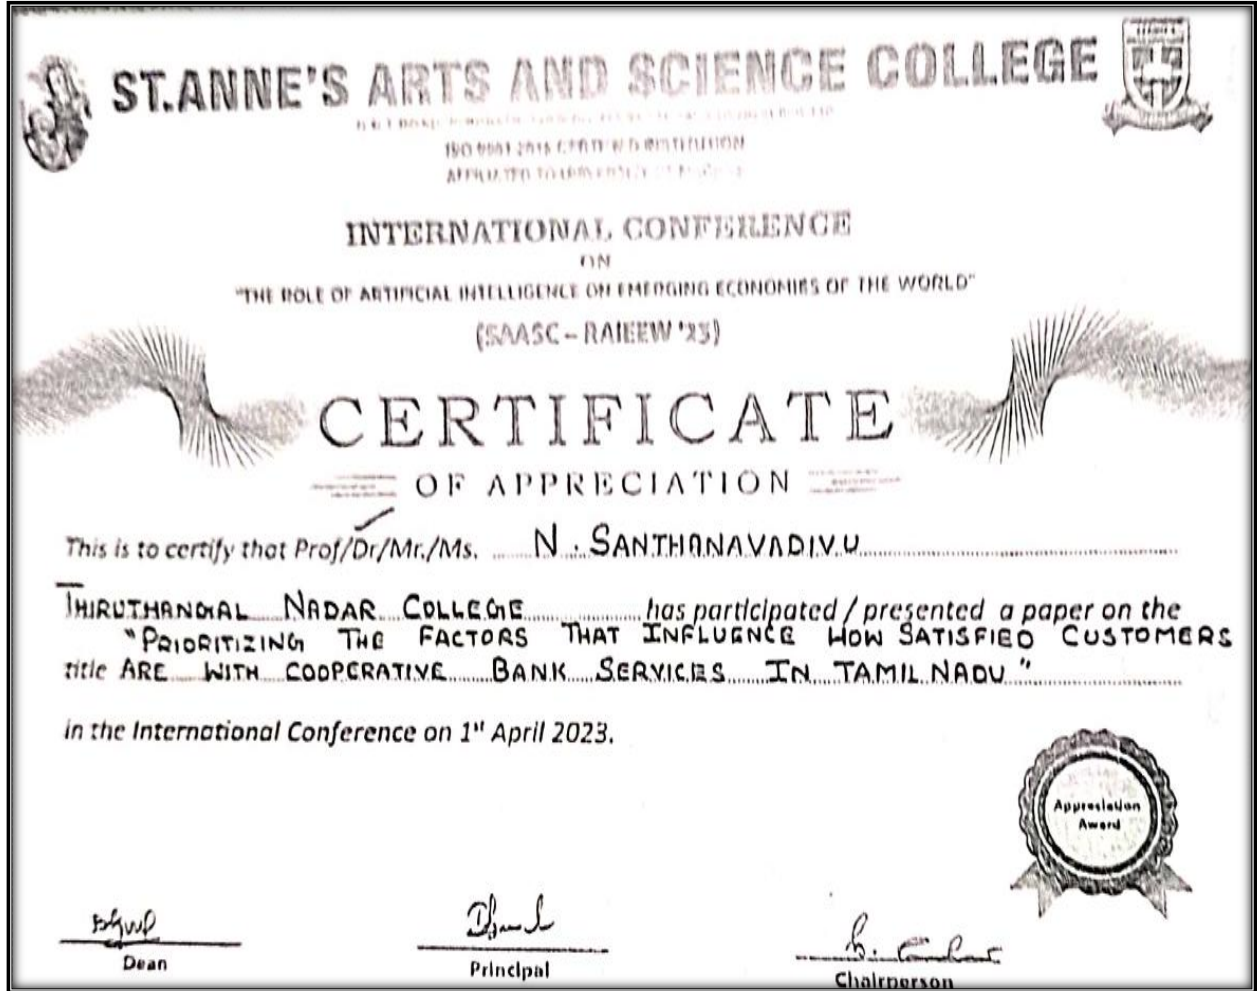 ST.ANNE'S ARTS AND SCIENCE COLLEGE
ISO 9001 2015 CERTIFIED INSTITUTION
AFFILIATED TO
INTERNATIONAL CONFERENCE
ON
"THE ROLE OF ARTIFICIAL INTELLIGENCE ON EMERGING ECONOMIES OF THE WORLD"
(SAASC – RAIEEW '23)
CERTIFICATE
OF APPRECIATION
This is to certify that Prof/Dr/Mr./Ms. N. SANTHANAVADIVU
THIRUTHANGAL NADAR COLLEGE has participated / presented a paper on the
"PRIORITIZING THE FACTORS THAT INFLUENCE HOW SATISFIED CUSTOMERS
title ARE WITH COOPERATIVE BANK SERVICES IN TAMIL NADU"
in the International Conference on 1st April 2023.
Appreciation
Award
Dean
Principal
Chairperson